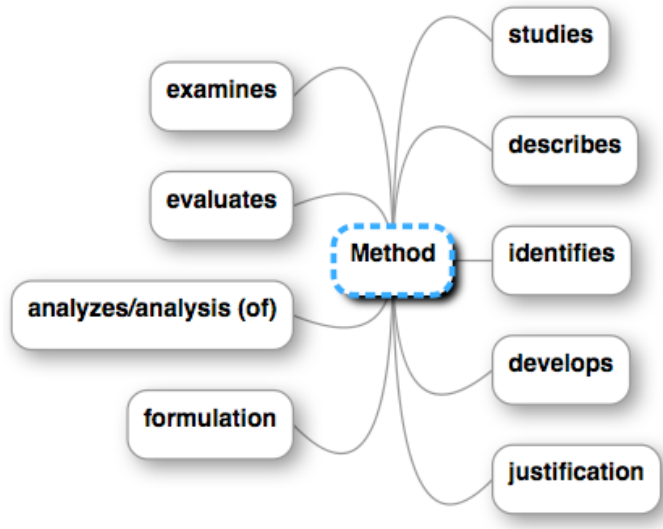 studies
examines
describes
evaluates
Method
identifies
analyzes/analysis (of)
develops
formulation
justification